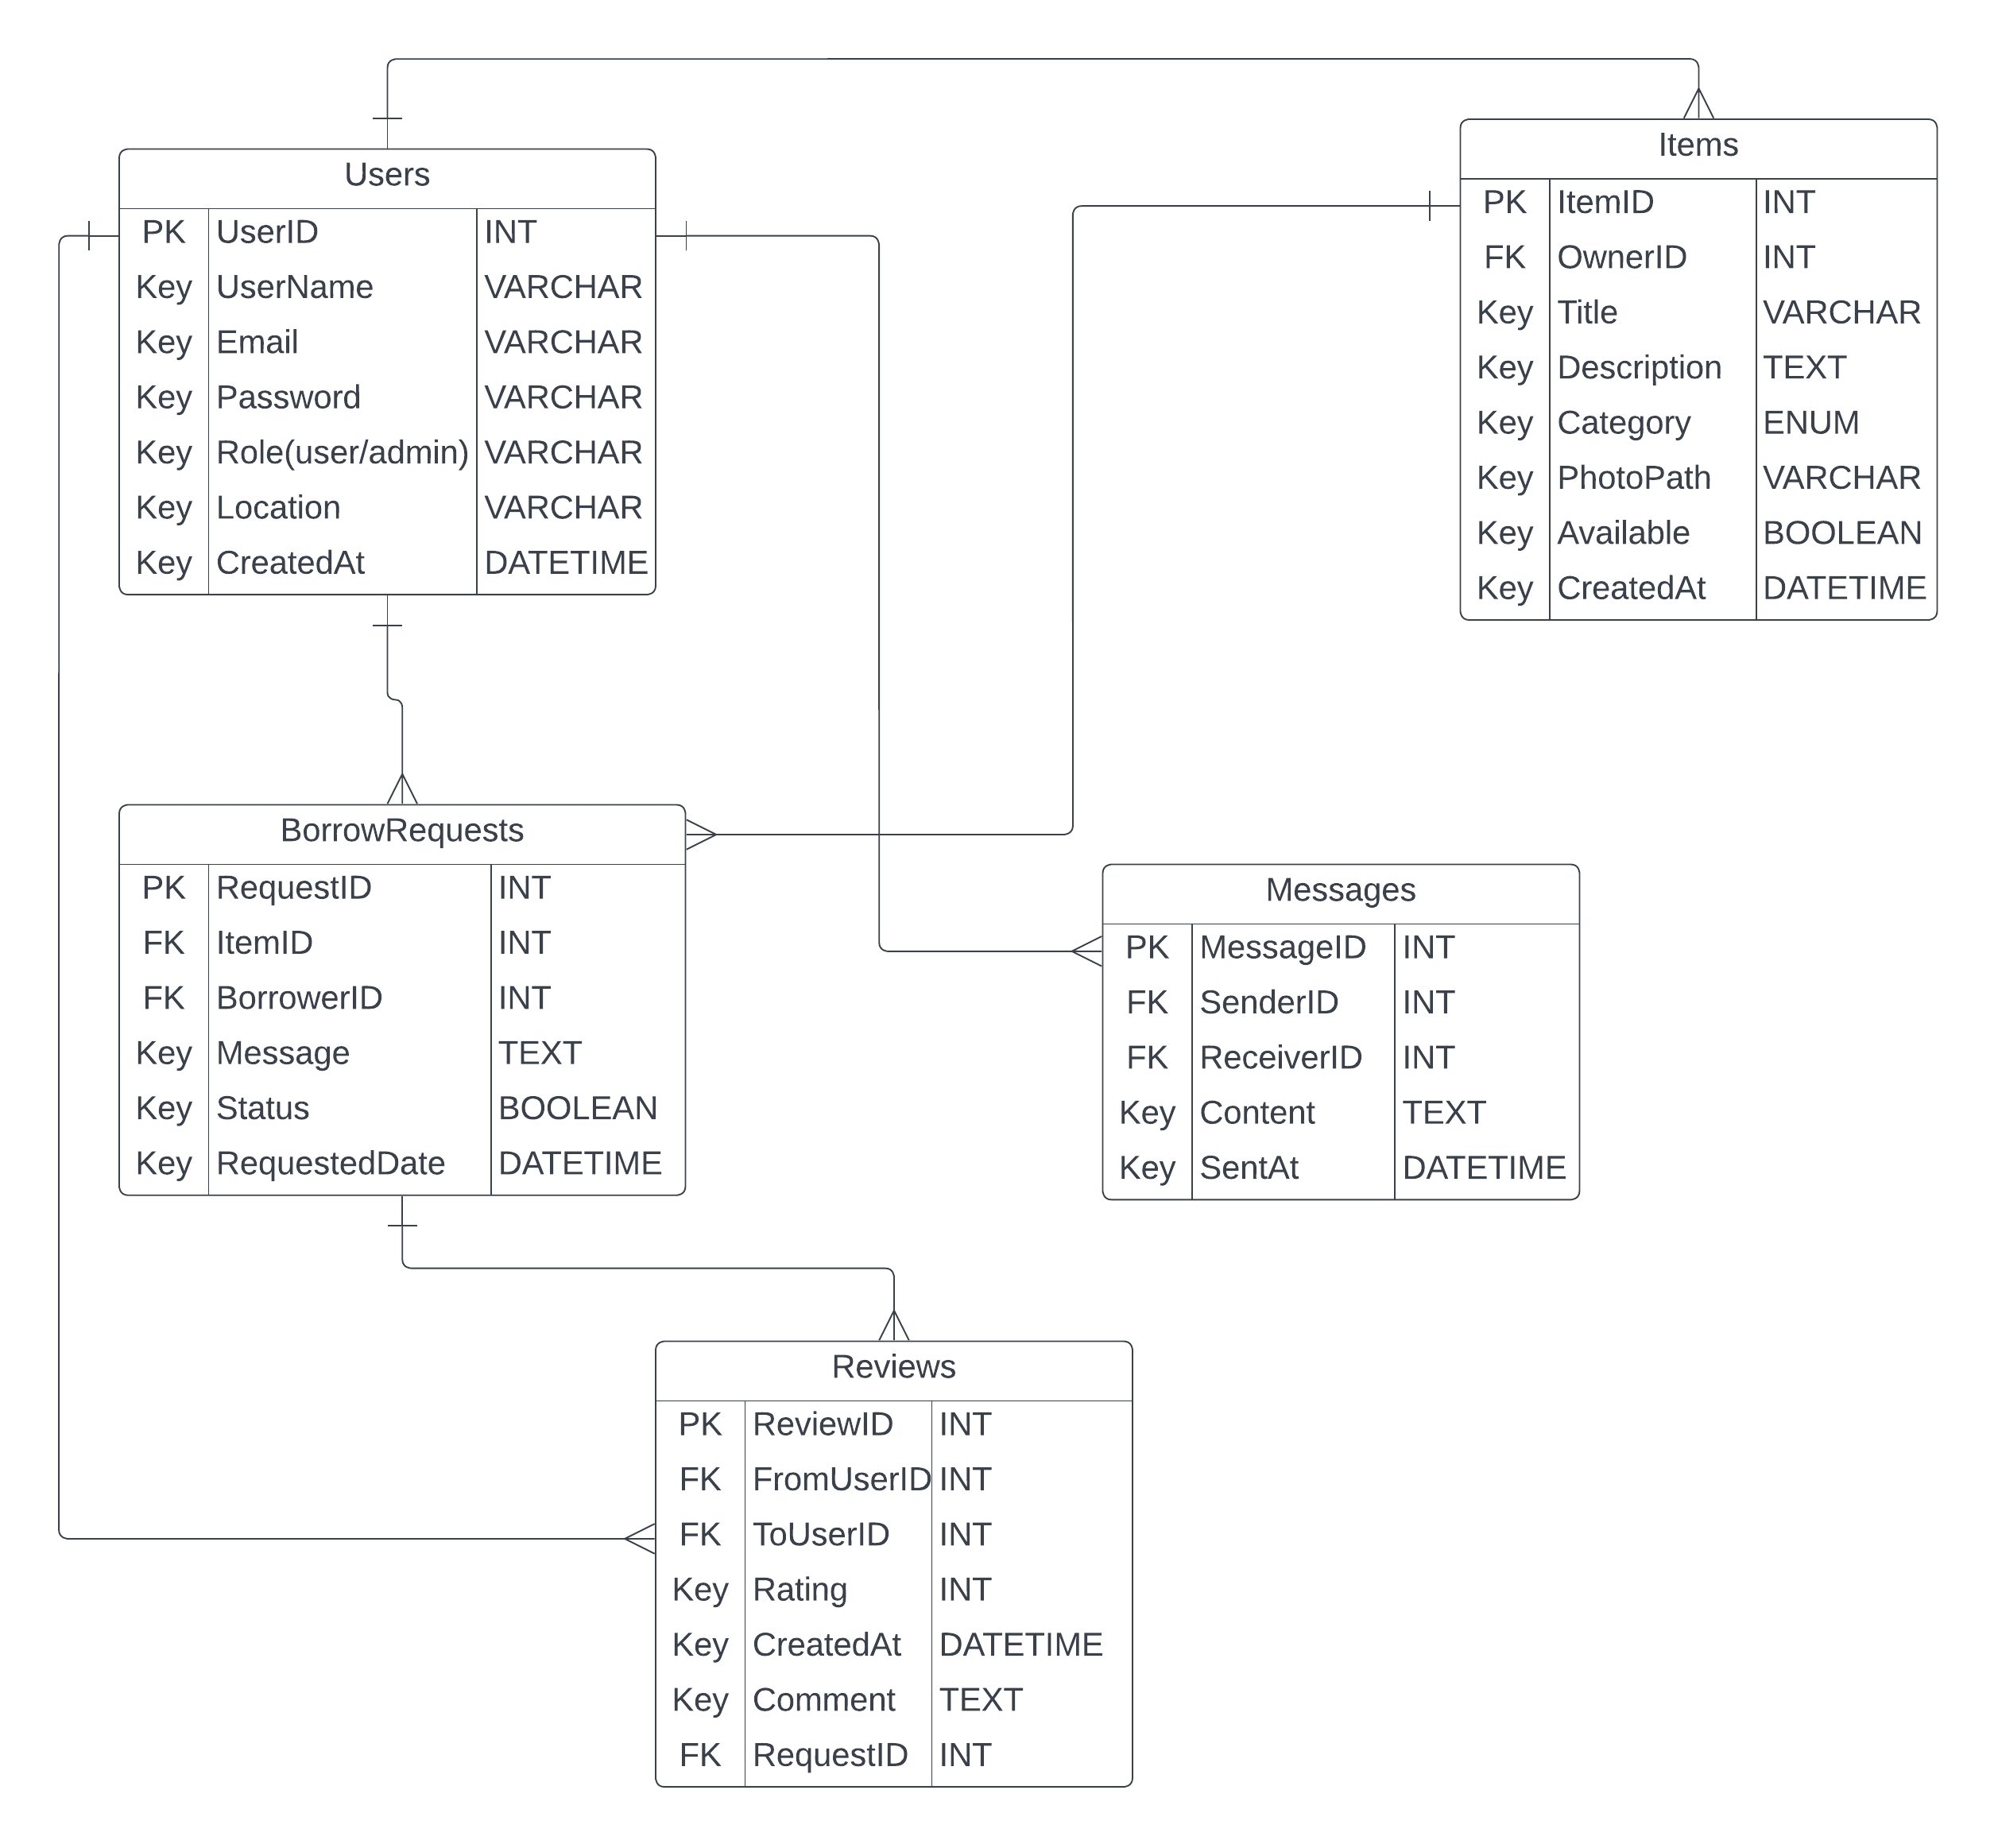 Users
PK UserID INT
Key UserName VARCHAR
Key Email VARCHAR
Key Password VARCHAR
Key Role(user/admin) VARCHAR
Key Location VARCHAR
Key CreatedAt DATETIME
Items
PK ItemID INT
FK OwnerID INT
Key Title VARCHAR
Key Description TEXT
Key Category ENUM
Key PhotoPath VARCHAR
Key Available BOOLEAN
Key CreatedAt DATETIME
BorrowRequests
PK RequestID INT
FK ItemID INT
FK BorrowerID INT
Key Message TEXT
Key Status BOOLEAN
Key RequestedDate DATETIME
Messages
PK MessageID INT
FK SenderID INT
FK ReceiverID INT
Key Content TEXT
Key SentAt DATETIME
Reviews
PK ReviewID INT
FK FromUserID INT
FK ToUserID INT
Key Rating INT
Key CreatedAt DATETIME
Key Comment TEXT
FK RequestID INT